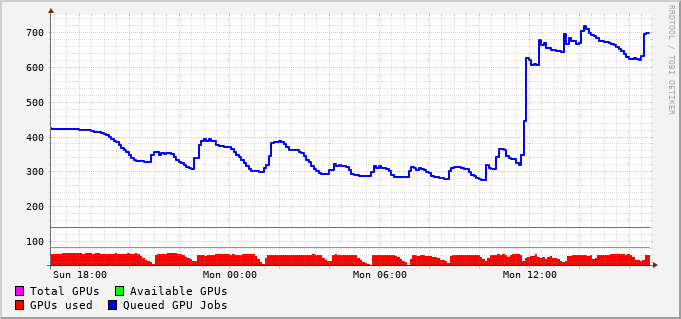 RRDTOOL / TOBI OETIKER
700
600
500
400
300
200
100
Sun 18:00 Mon 00:00 Mon 06:00 Mon 12:00
Total GPUs Available GPUs
GPUs used Queued GPU Jobs